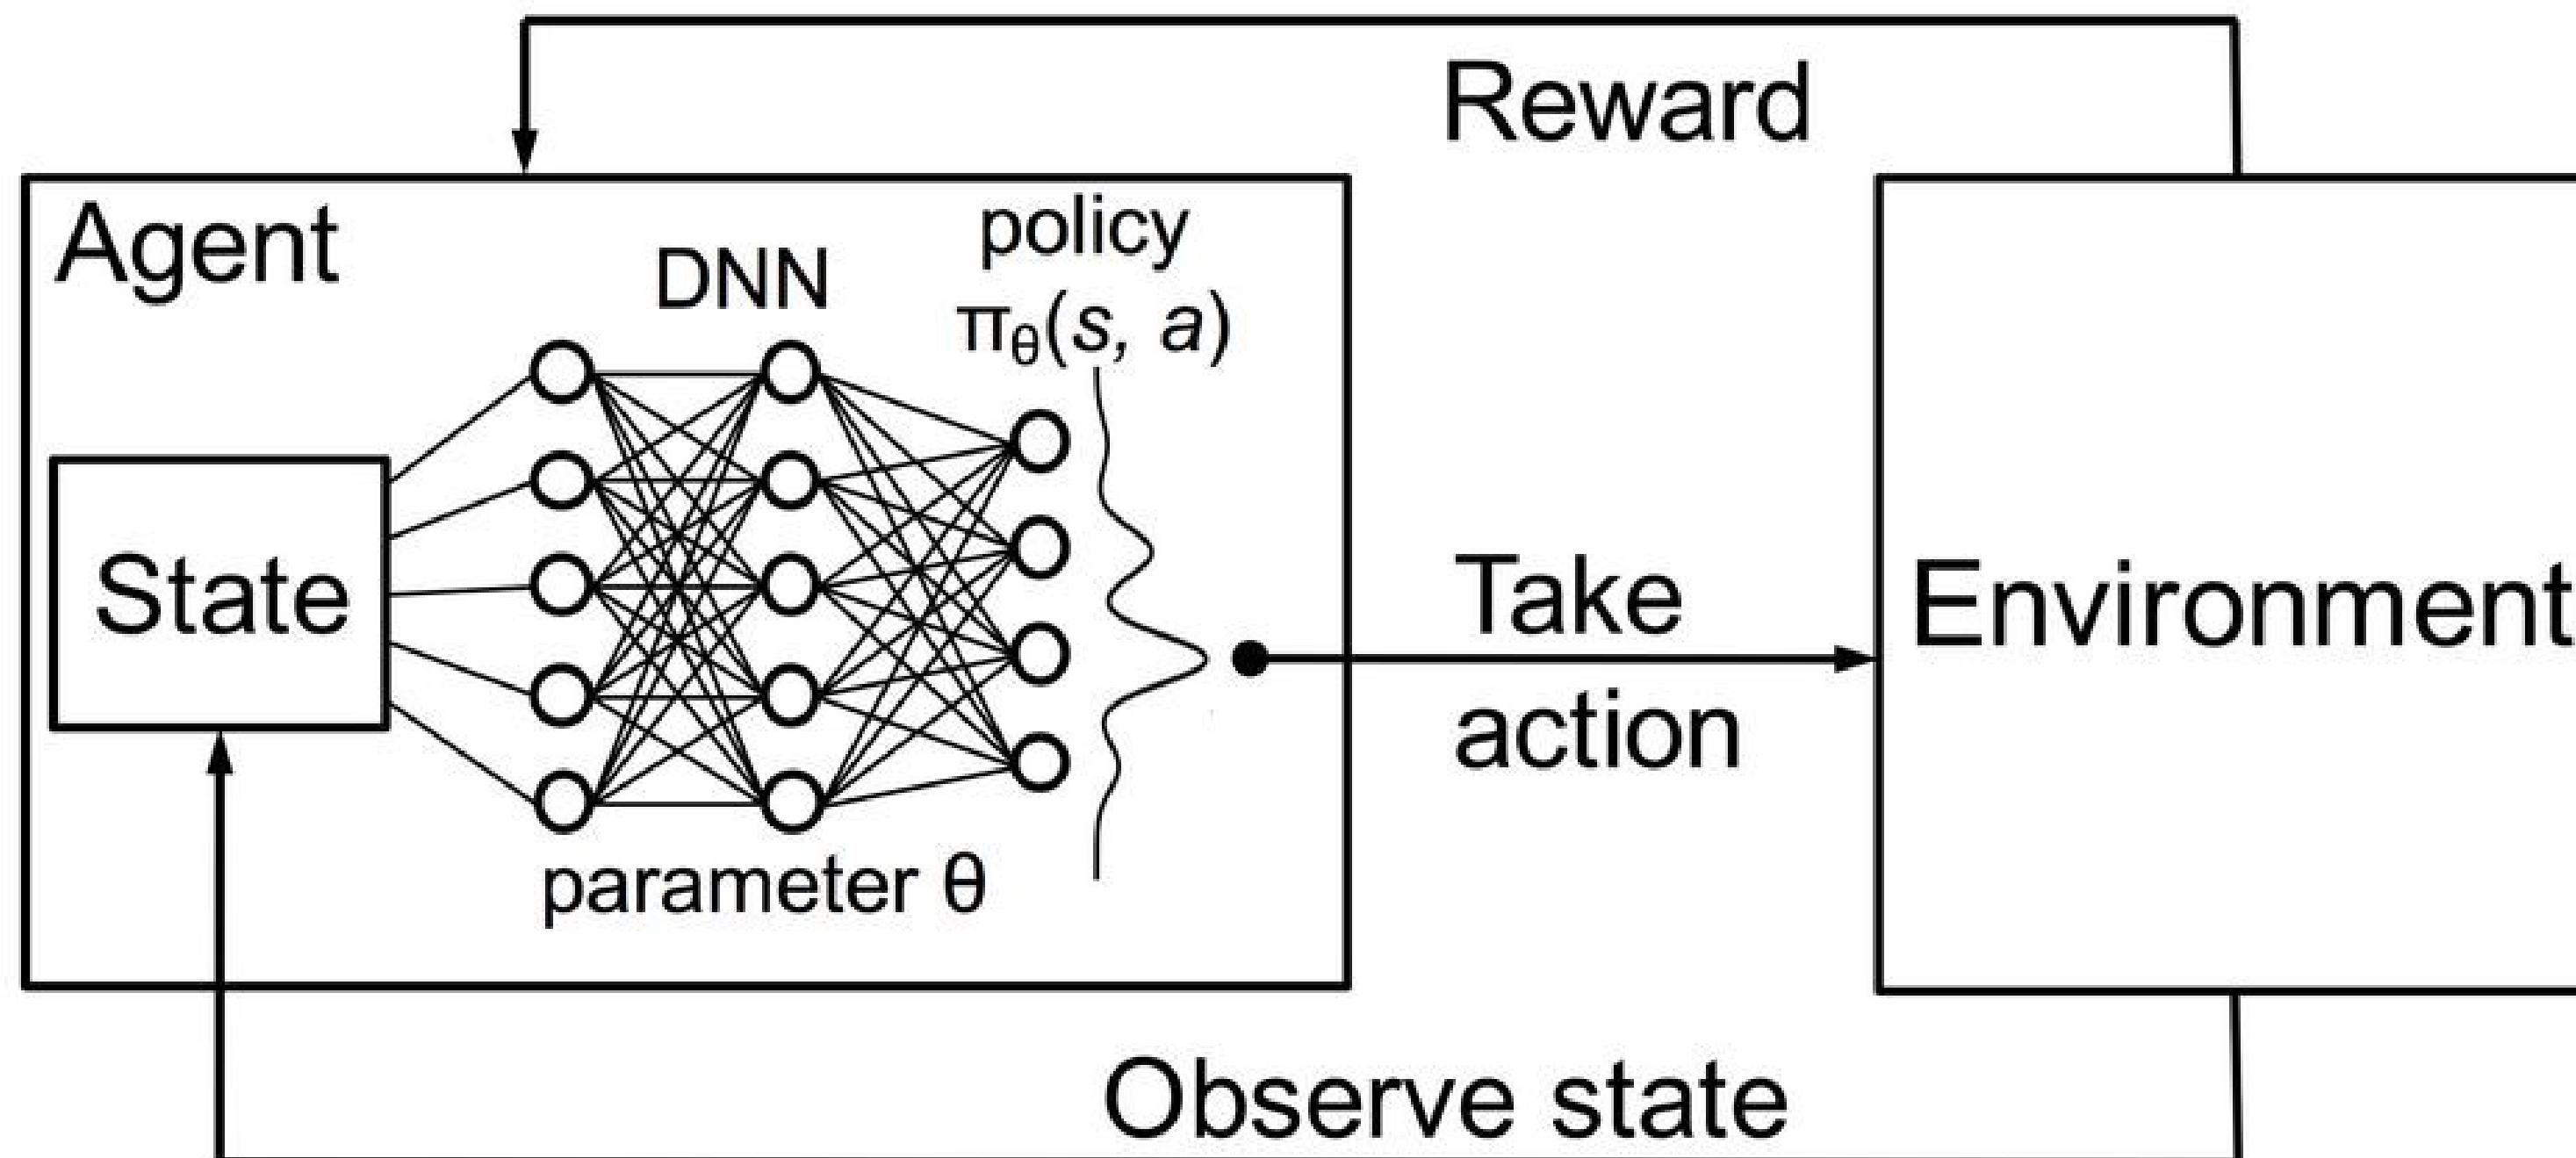 Reward
Agent
policy
DNN
πθ(s, a)
State
Take
action
Environment
parameter θ
Observe state